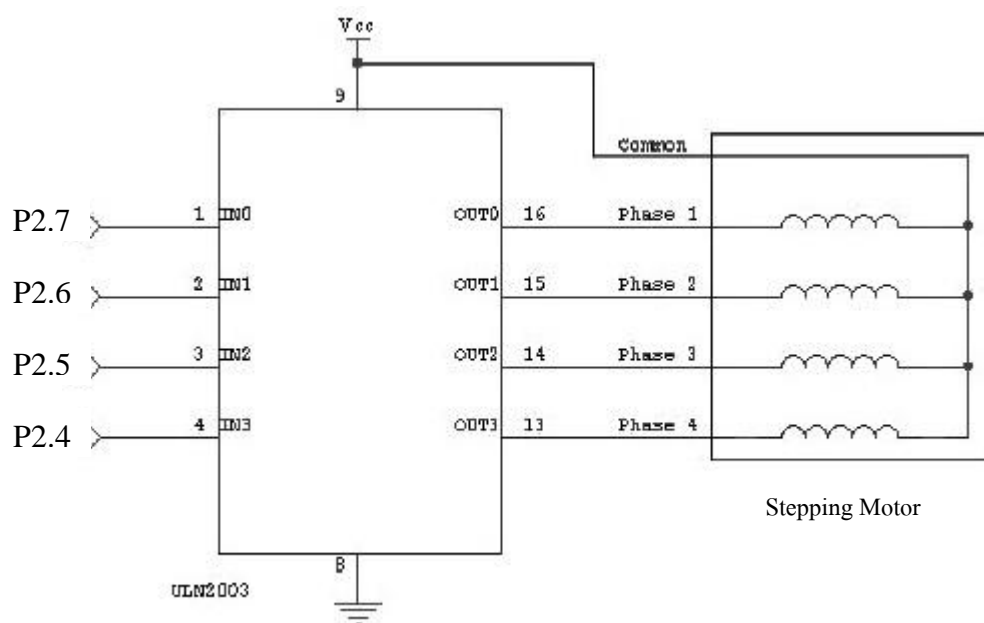 Vcc
9
Common
P2.7 1 IN0 OUT0 16 Phase 1
P2.6 2 IN1 OUT1 15 Phase 2
P2.5 3 IN2 OUT2 14 Phase 3
P2.4 4 IN3 OUT3 13 Phase 4
Stepping Motor
8
ULN2003